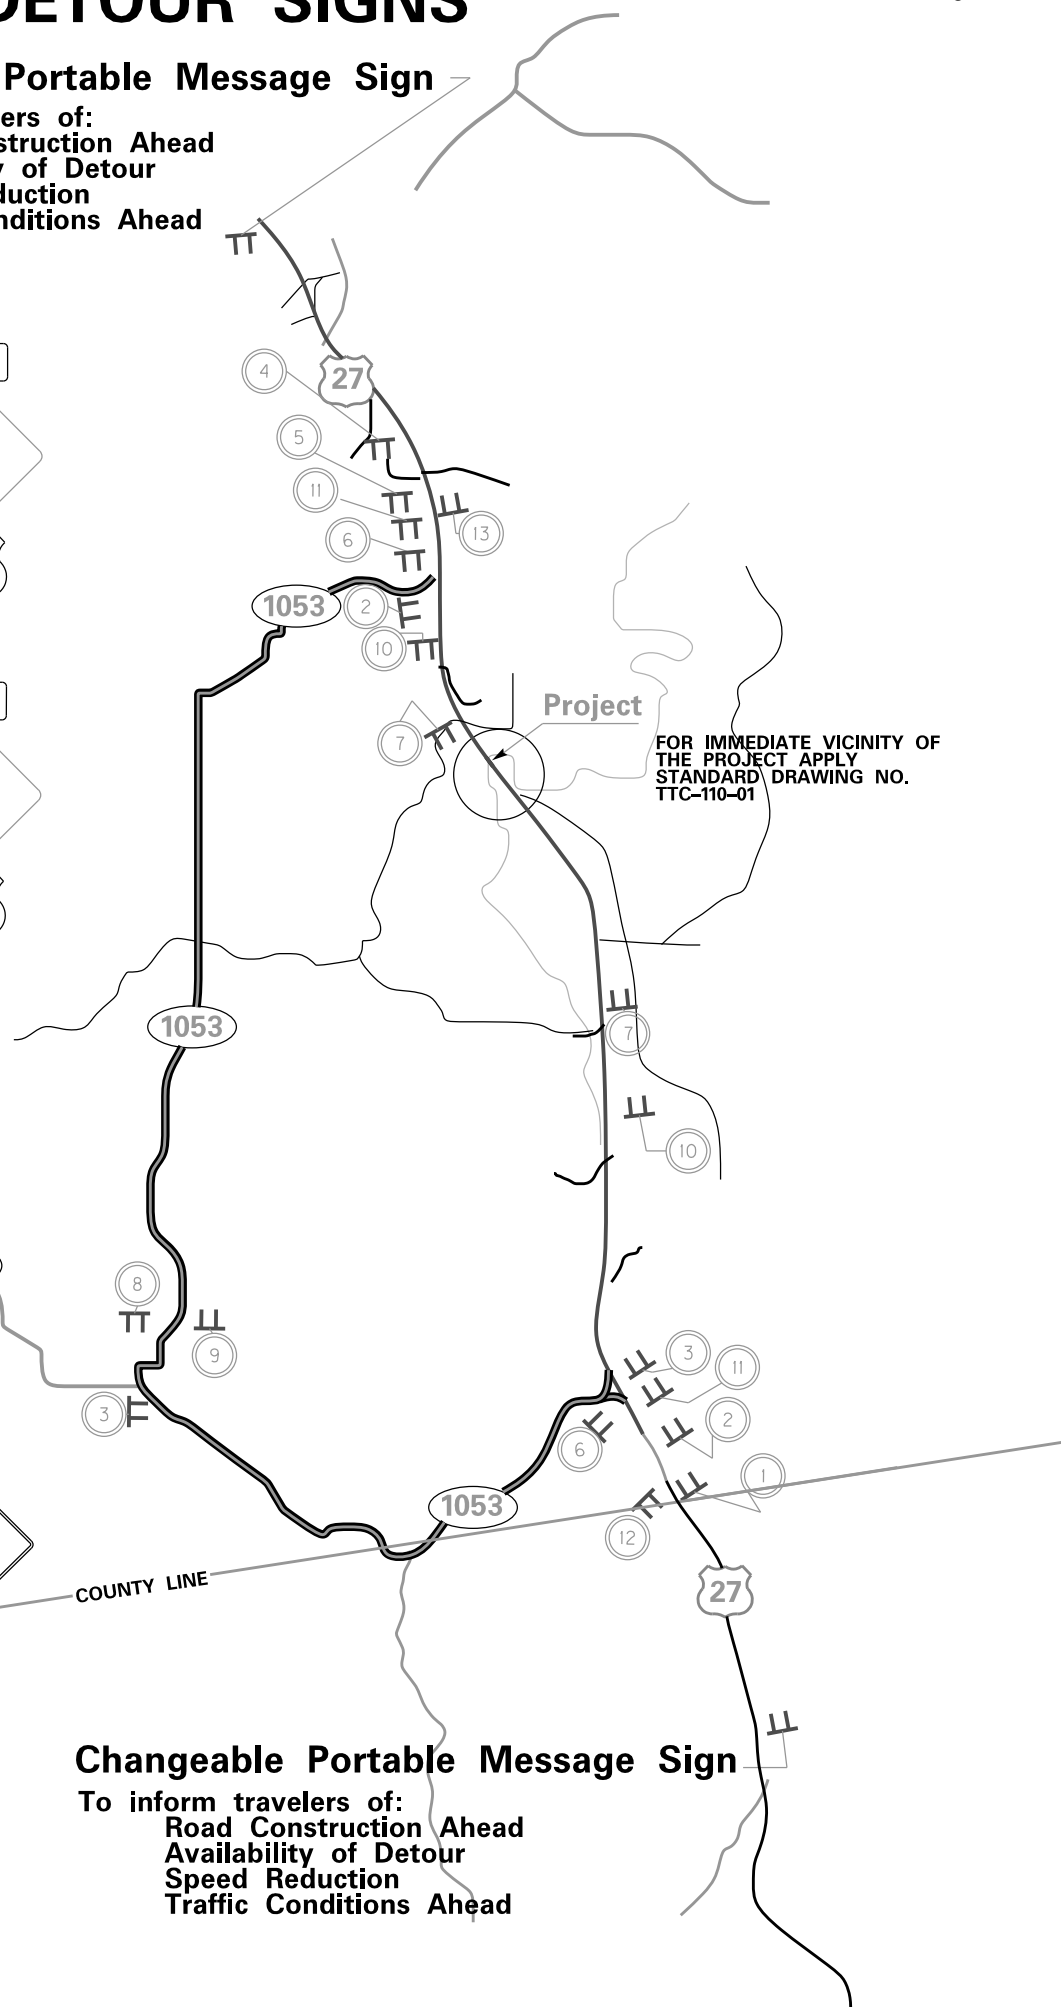 DETOUR SIGNS
Portable Message Sign
ers of:
struction Ahead
y of Detour
duction
nditions Ahead
27
4
5
11
13
6
1053
2
10
Project
7
FOR IMMEDIATE VICINITY OF
THE PROJECT APPLY
STANDARD DRAWING NO.
TTC-110-01
1053
7
10
8
9
3
11
3
2
6
1
1053
12
COUNTY LINE
27
Changeable Portable Message Sign
To inform travelers of:
Road Construction Ahead
Availability of Detour
Speed Reduction
Traffic Conditions Ahead